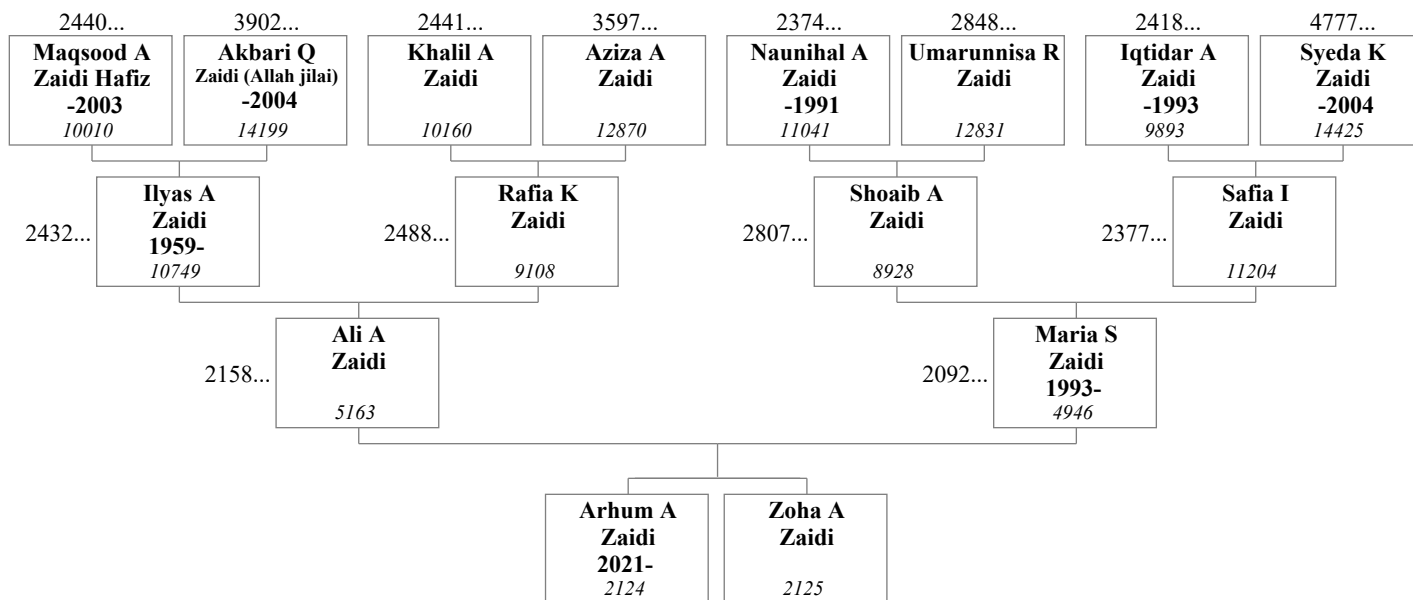 2440...
3902...
2441...
3597...
2374...
2848...
2418...
4777...
Maqsood A
Zaidi Hafiz
-2003
10010
Akbari Q
Zaidi (Allah jilai)
-2004
14199
Khalil A
Zaidi
10160
Aziza A
Zaidi
12870
Naunihal A
Zaidi
-1991
11041
Umarunnisa R
Zaidi
12831
Iqtidar A
Zaidi
-1993
9893
Syeda K
Zaidi
-2004
14425
2432...
Ilyas A
Zaidi
1959-
10749
2488...
Rafia K
Zaidi
9108
2807...
Shoaib A
Zaidi
8928
2377...
Safia I
Zaidi
11204
2158...
Ali A
Zaidi
5163
2092...
Maria S
Zaidi
1993-
4946
Arhum A
Zaidi
2021-
2124
Zoha A
Zaidi
2125